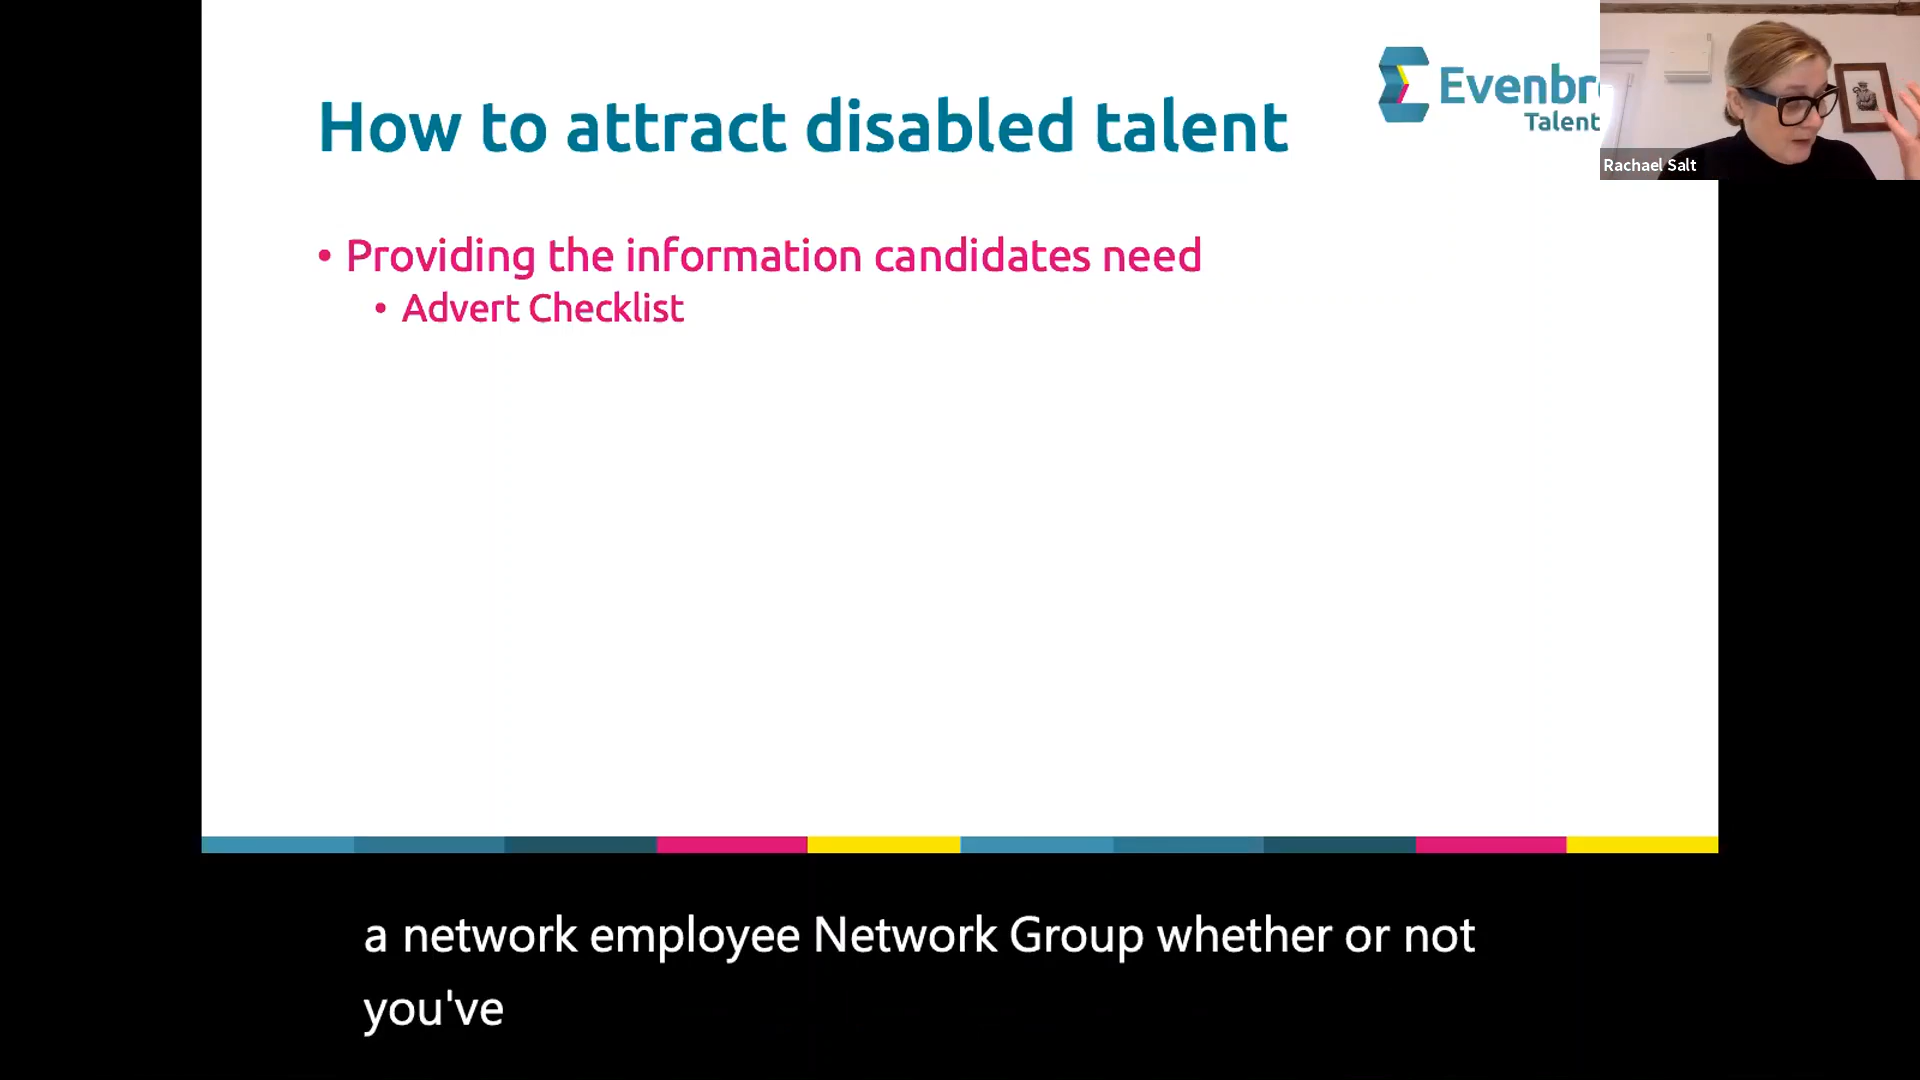 How to attract disabled talent
Evenbr
Talent
Rachael Salt
• Providing the information candidates need
• Advert Checklist
a network employee Network Group whether or not
you've